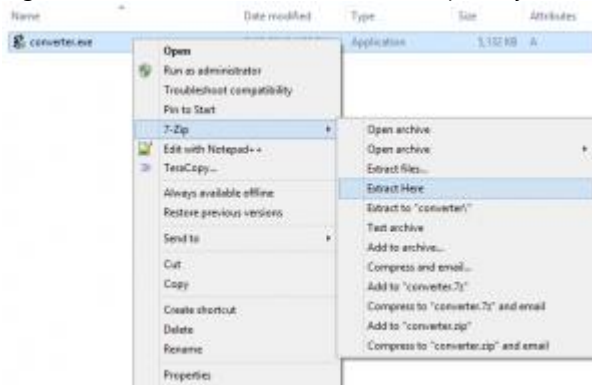 Name Date modified Type Size Attributes
converter.exe Application 5,332 KB A
Open
Run as administrator
Troubleshoot compatibility
Pin to Start
7-Zip
Edit with Notepad++
TeraCopy...
Always available offline
Restore previous versions
Send to
Cut
Copy
Create shortcut
Delete
Rename
Properties
Open archive
Open archive
Extract files...
Extract Here
Extract to "converter\"
Test archive
Add to archive...
Compress and email...
Add to "converter.7z"
Compress to "converter.7z" and email
Add to "converter.zip"
Compress to "converter.zip" and email